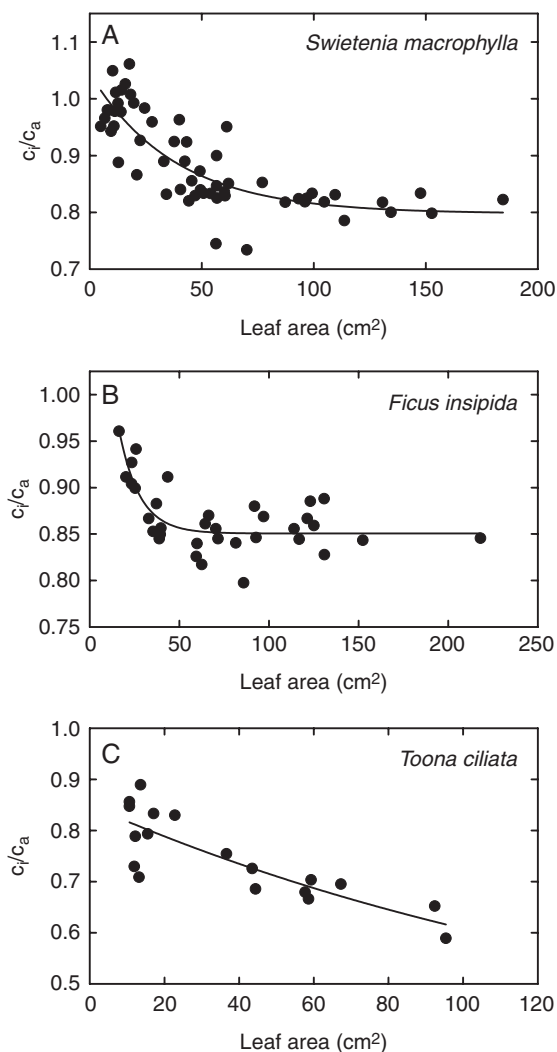 A
Swietenia macrophylla
1.1
1.0
0.9
0.8
0.7
cᵢ/cₐ
0 50 100 150 200
Leaf area (cm²)
B
Ficus insipida
1.00
0.95
0.90
0.85
0.80
0.75
cᵢ/cₐ
0 50 100 150 200 250
Leaf area (cm²)
C
Toona ciliata
1.0
0.9
0.8
0.7
0.6
0.5
cᵢ/cₐ
0 20 40 60 80 100 120
Leaf area (cm²)